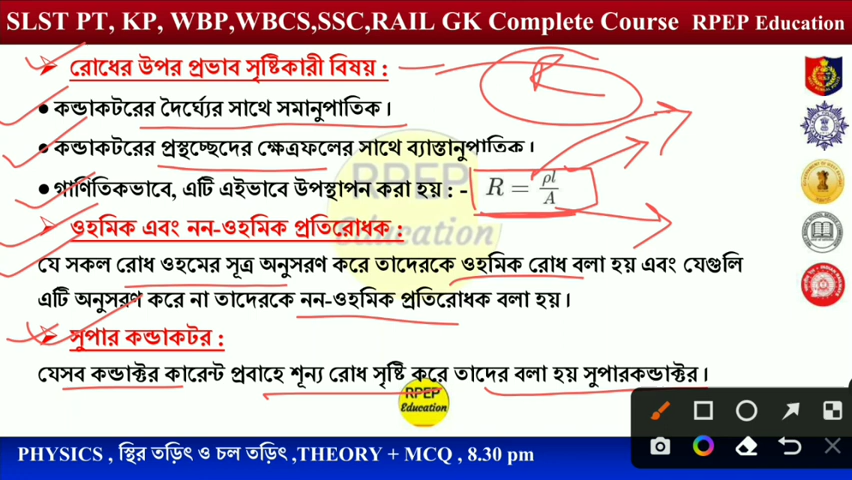 SLST PT, KP, WBP,WBCS,SSC,RAIL GK Complete Course RPEP Education
রোধের উপর প্রভাব সৃষ্টিকারী বিষয় :
R
• কন্ডাকটরের দৈর্ঘ্যের সাথে সমানুপাতিক।
• কন্ডাকটরের প্রস্থচ্ছেদের ক্ষেত্রফলের সাথে ব্যাস্তানুপাতিক।
• গাণিতিকভাবে, এটি এইভাবে উপস্থাপন করা হয় : - R = ρl/A
ওহমিক এবং নন-ওহমিক প্রতিরোধক :
যে সকল রোধ ওহমের সূত্র অনুসরণ করে তাদেরকে ওহমিক রোধ বলা হয় এবং যেগুলি
এটি অনুসরণ করে না তাদেরকে নন-ওহমিক প্রতিরোধক বলা হয়।
সুপার কন্ডাকটর :
যেসব কন্ডাক্টর কারেন্ট প্রবাহে শূন্য রোধ সৃষ্টি করে তাদের বলা হয় সুপারকন্ডাক্টর।
RPEP
Education
RPEP
Education
PHYSICS , স্থির তড়িৎ ও চল তড়িৎ ,THEORY + MCQ , 8.30 pm